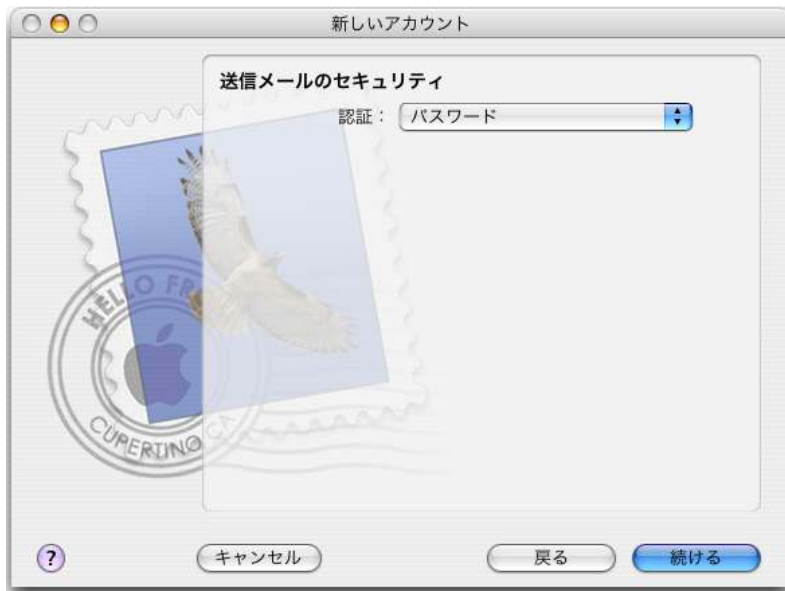 新しいアカウント
送信メールのセキュリティ
認証： パスワード
HELLO FR
CUPERTINO CA
?
キャンセル
戻る
続ける